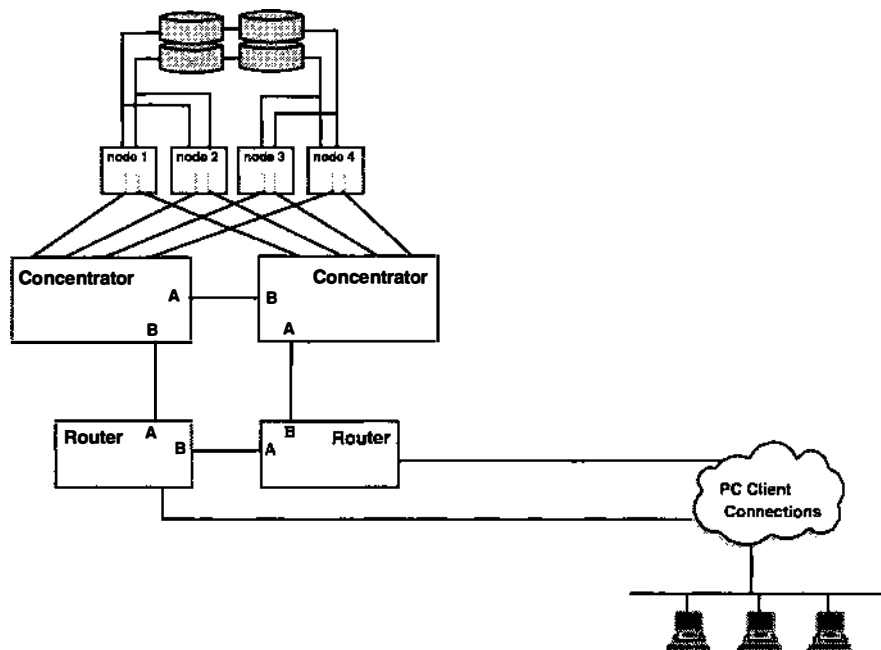 node 1
node 2
node 3
node 4
Concentrator
Concentrator
A
B
B
A
Router
A
B
B
A
Router
PC Client
Connections